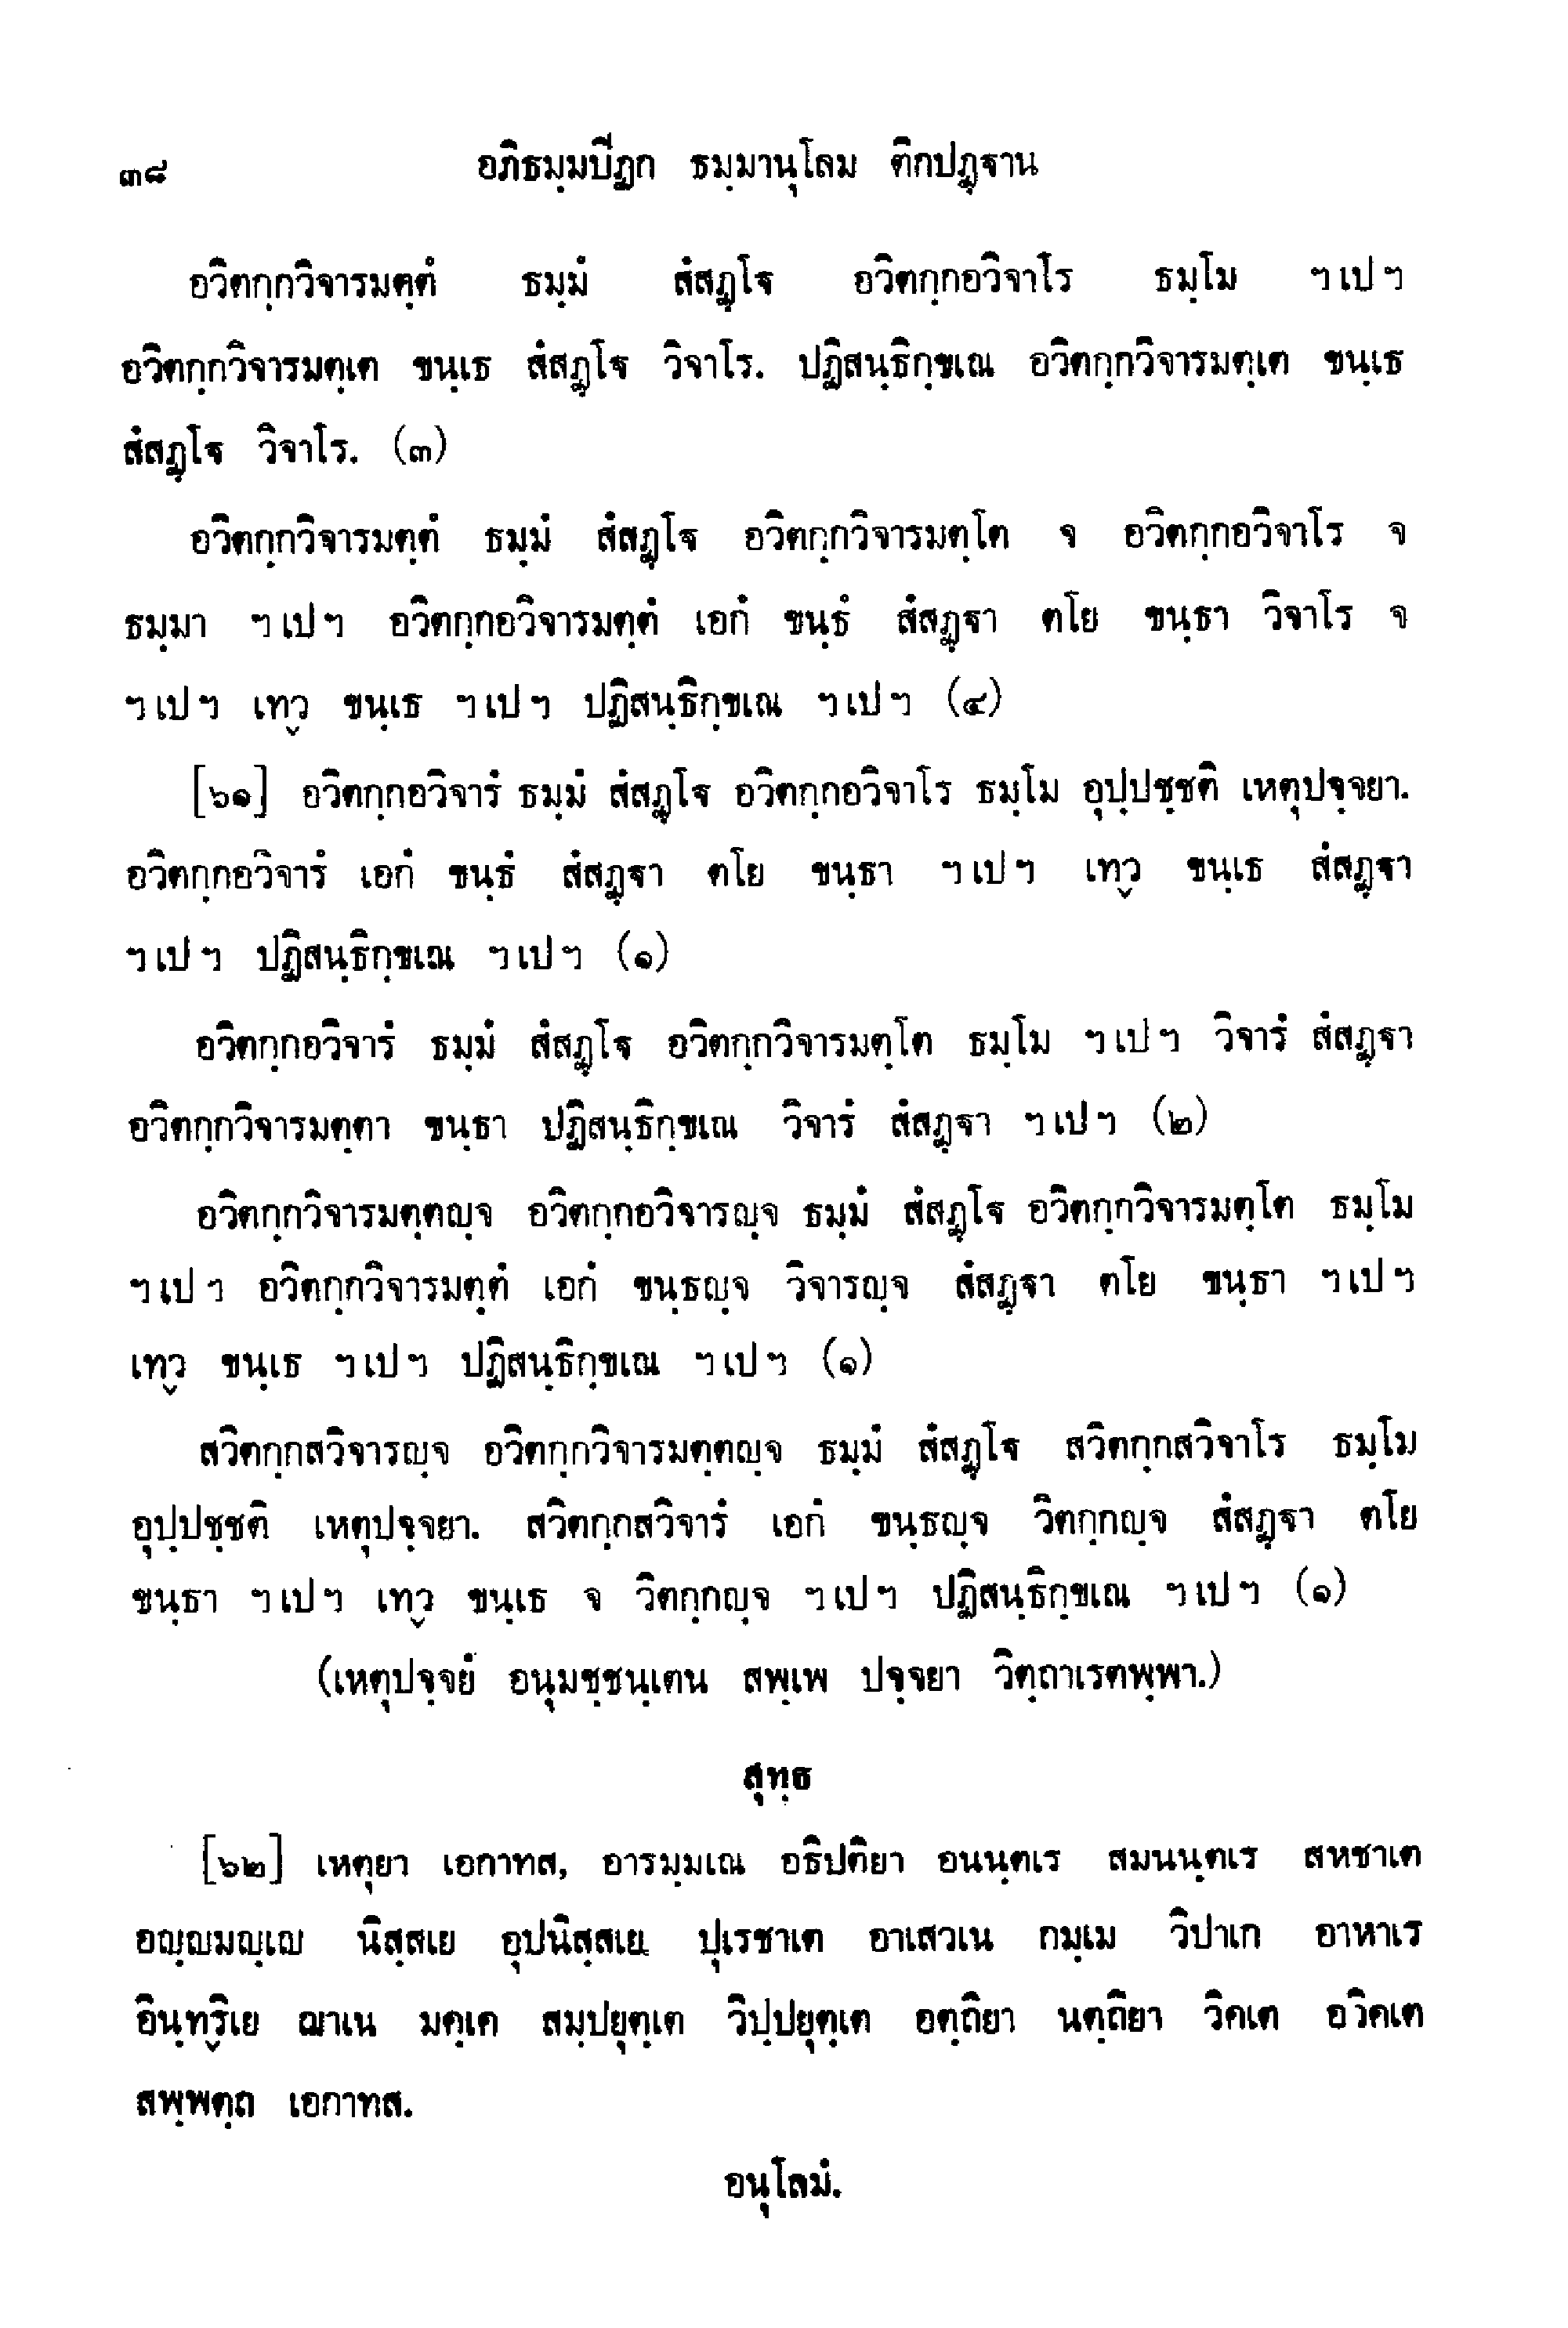 ๓๘ อภิธมฺมปิฏก ธมฺมานุโลม ติกปฏฺฐาน
อวิตกฺกวิจารมตฺตํ ธมฺมํ สํสฏฺโฐ อวิตกฺกอวิจาโร ธมฺโม ฯเปฯ
อวิตกฺกวิจารมตฺเต ขนฺเธ สํสฏฺโฐ วิจาโร. ปฏิสนฺธิกฺขเณ อวิตกฺกวิจารมตฺเต ขนฺเธ
สํสฏฺโฐ วิจาโร. (๓)
อวิตกฺกวิจารมตฺตํ ธมฺมํ สํสฏฺโฐ อวิตกฺกวิจารมตฺโต จ อวิตกฺกอวิจาโร จ
ธมฺมา ฯเปฯ อวิตกฺกอวิจารมตฺตํ เอกํ ขนฺธํ สํสฏฺฐา ตโย ขนฺธา วิจาโร จ
ฯเปฯ เทฺว ขนฺเธ ฯเปฯ ปฏิสนฺธิกฺขเณ ฯเปฯ (๔)
[๖๑] อวิตกฺกอวิจารํ ธมฺมํ สํสฏฺโฐ อวิตกฺกอวิจาโร ธมฺโม อุปฺปชฺชติ เหตุปจฺจยา.
อวิตกฺกอวิจารํ เอกํ ขนฺธํ สํสฏฺฐา ตโย ขนฺธา ฯเปฯ เทฺว ขนฺเธ สํสฏฺฐา
ฯเปฯ ปฏิสนฺธิกฺขเณ ฯเปฯ (๑)
อวิตกฺกอวิจารํ ธมฺมํ สํสฏฺโฐ อวิตกฺกวิจารมตฺโต ธมฺโม ฯเปฯ วิจารํ สํสฏฺฐา
อวิตกฺกวิจารมตฺตา ขนฺธา ปฏิสนฺธิกฺขเณ วิจารํ สํสฏฺฐา ฯเปฯ (๒)
อวิตกฺกวิจารมตฺตญฺจ อวิตกฺกอวิจารญฺจ ธมฺมํ สํสฏฺโฐ อวิตกฺกวิจารมตฺโต ธมฺโม
ฯเปฯ อวิตกฺกวิจารมตฺตํ เอกํ ขนฺธญฺจ วิจารญฺจ สํสฏฺฐา ตโย ขนฺธา ฯเปฯ
เทฺว ขนฺเธ ฯเปฯ ปฏิสนฺธิกฺขเณ ฯเปฯ (๑)
สวิตกฺกสวิจารญฺจ อวิตกฺกวิจารมตฺตญฺจ ธมฺมํ สํสฏฺโฐ สวิตกฺกสวิจาโร ธมฺโม
อุปฺปชฺชติ เหตุปจฺจยา. สวิตกฺกสวิจารํ เอกํ ขนฺธญฺจ วิตกฺกญฺจ สํสฏฺฐา ตโย
ขนฺธา ฯเปฯ เทฺว ขนฺเธ จ วิตกฺกญฺจ ฯเปฯ ปฏิสนฺธิกฺขเณ ฯเปฯ (๑)
(เหตุปจฺจยํ อนุมชฺชนฺเตน สพฺเพ ปจฺจยา วิตฺถาเรตพฺพา.)
สุทฺธ
[๖๒] เหตุยา เอกาทส, อารมฺมเณ อธิปติยา อนนฺตเร สมนนฺตเร สหชาเต
อญฺญมญฺเญ นิสฺสเย อุปนิสฺสเย ปุเรชาเต อาเสวเน กมฺเม วิปาเก อาหาเร
อินฺทฺริเย ฌาเน มคฺเค สมฺปยุตฺเต วิปฺปยุตฺเต อตฺถิยา นตฺถิยา วิคเต อวิคเต
สพฺพตฺถ เอกาทส.
อนุโลมํ.